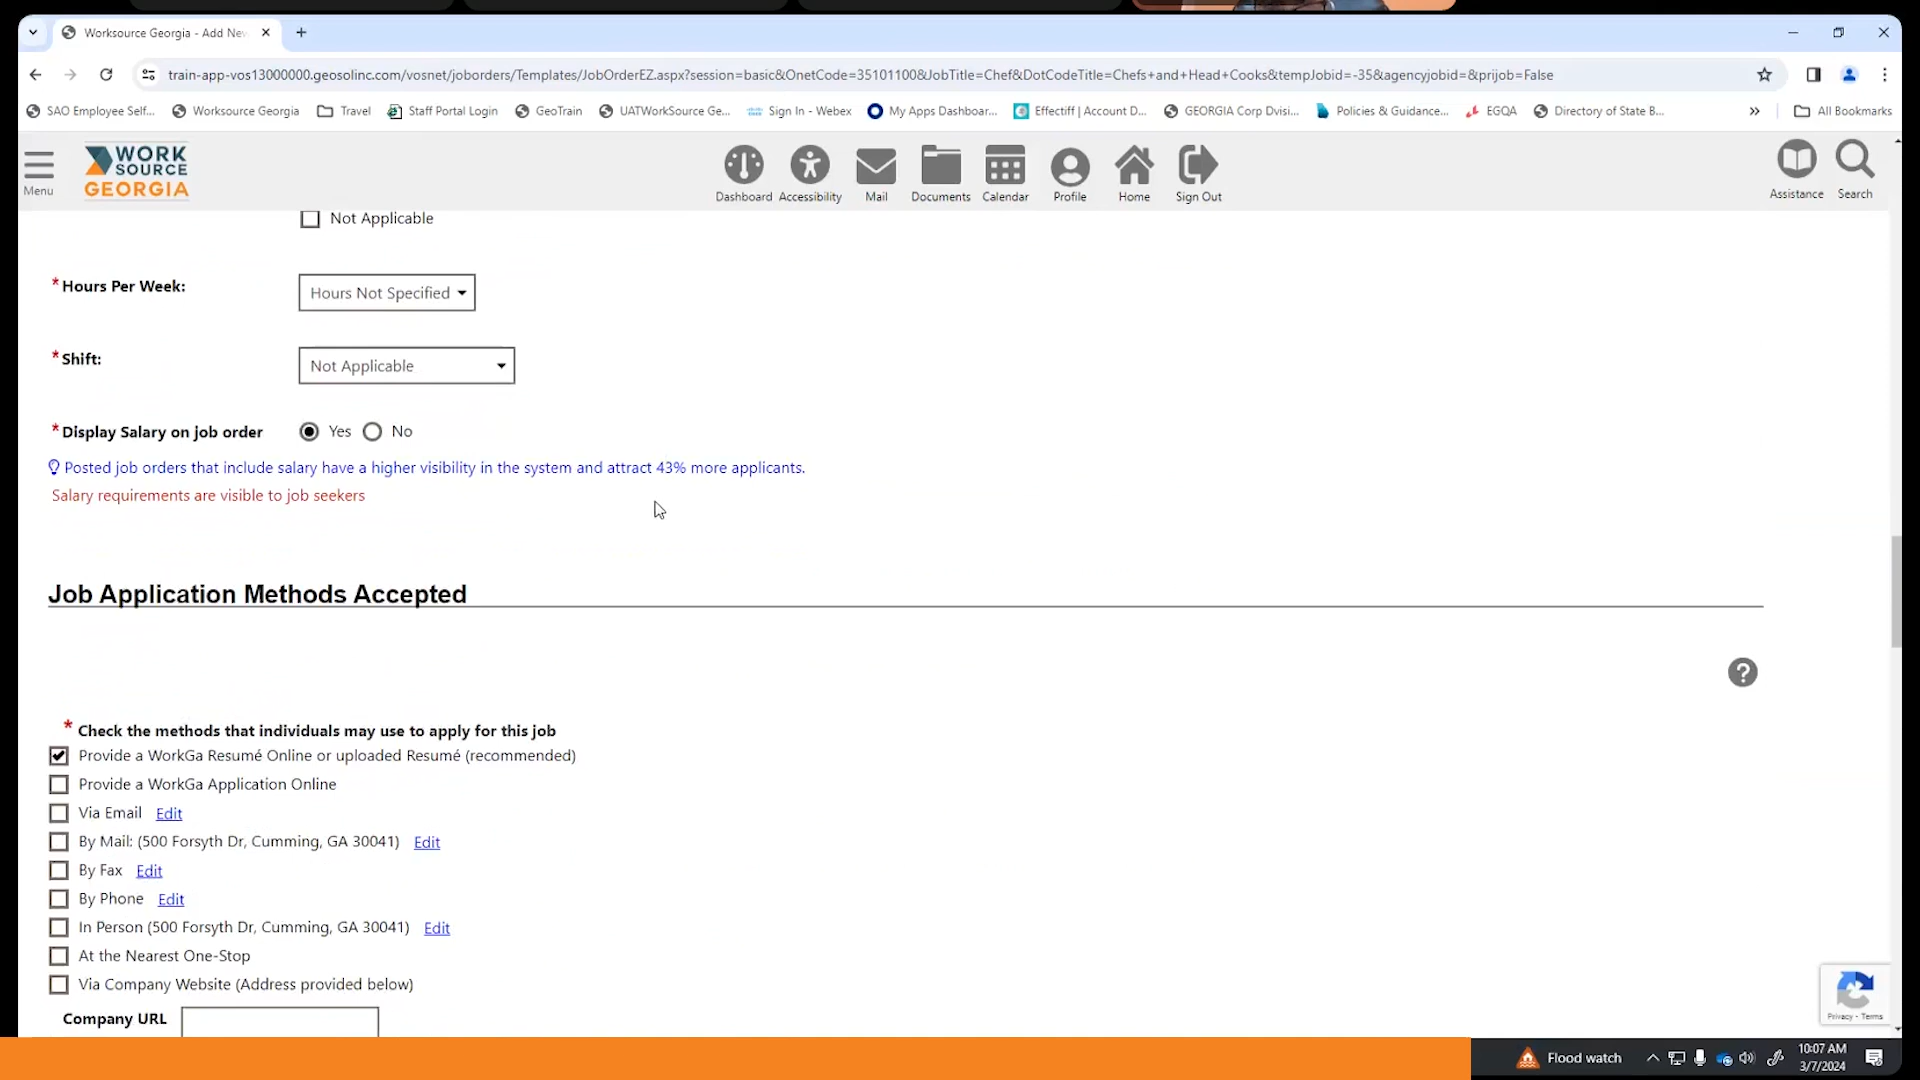 Worksource Georgia - Add New
train-app-vos13000000.geosolinc.com/vosnet/joborders/Templates/JobOrderEZ.aspx?session=basic&OnetCode=35101100&JobTitle=Chef&DotCodeTitle=Chefs+and+Head+Cooks&tempJobid=-35&agencyjobid=&prijob=False
SAO Employee Self... Worksource Georgia Travel Staff Portal Login GeoTrain UATWorkSource Ge... Sign In - Webex My Apps Dashboar... Effectiff | Account D... GEORGIA Corp Dvisi... Policies & Guidance... EGQA Directory of State B... » All Bookmarks
Menu
WORK
SOURCE
GEORGIA
Dashboard Accessibility Mail Documents Calendar Profile Home Sign Out Assistance Search
Not Applicable
* Hours Per Week: Hours Not Specified
* Shift: Not Applicable
* Display Salary on job order Yes No
Posted job orders that include salary have a higher visibility in the system and attract 43% more applicants.
Salary requirements are visible to job seekers
Job Application Methods Accepted
?
* Check the methods that individuals may use to apply for this job
Provide a WorkGa Resumé Online or uploaded Resumé (recommended)
Provide a WorkGa Application Online
Via Email Edit
By Mail: (500 Forsyth Dr, Cumming, GA 30041) Edit
By Fax Edit
By Phone Edit
In Person (500 Forsyth Dr, Cumming, GA 30041) Edit
At the Nearest One-Stop
Via Company Website (Address provided below)
Company URL
Privacy - Terms
Flood watch 10:07 AM
3/7/2024